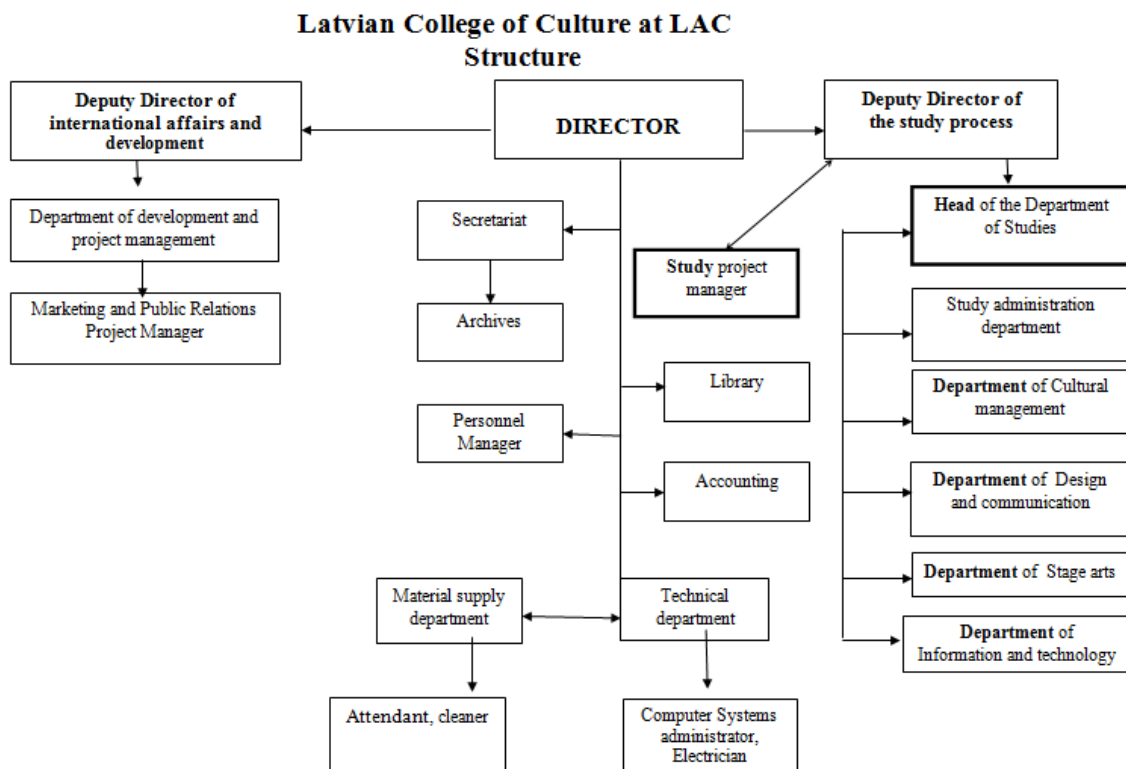 Latvian College of Culture at LAC
Structure
Deputy Director of
international affairs and
development
DIRECTOR
Deputy Director of
the study process
Department of development and
project management
Secretariat
Head of the Department
of Studies
Study project
manager
Marketing and Public Relations
Project Manager
Archives
Study administration
department
Library
Department of Cultural
management
Personnel
Manager
Accounting
Department of Design
and communication
Material supply
department
Technical
department
Department of Stage arts
Department of
Information and technology
Attendant, cleaner
Computer Systems
administrator,
Electrician